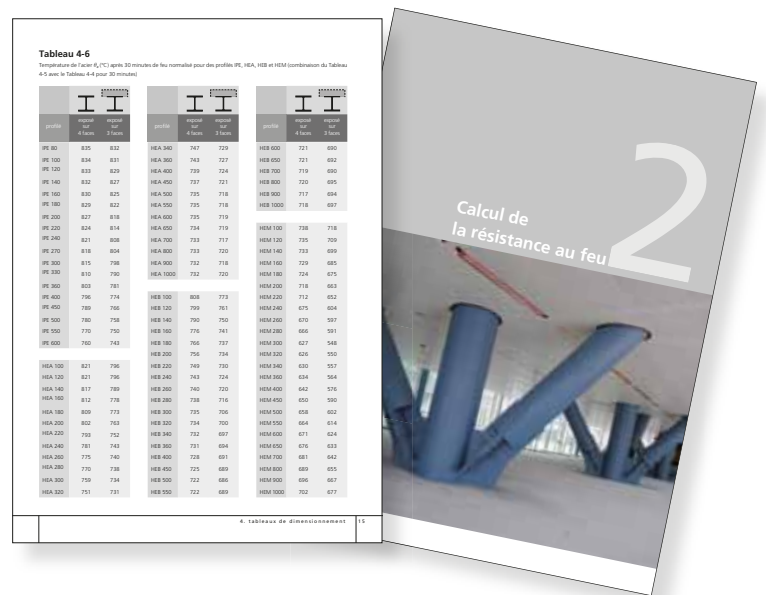 Tableau 4-6
Température de l'acier θa (°C) après 30 minutes de feu normalisé pour des profilés IPE, HEA, HEB et HEM (combinaison du Tableau
4-5 avec le Tableau 4-4 pour 30 minutes)
profilé exposé sur 4 faces exposé sur 3 faces
IPE 80 835 832
IPE 100 834 831
IPE 120 833 829
IPE 140 832 827
IPE 160 830 825
IPE 180 829 822
IPE 200 827 818
IPE 220 824 814
IPE 240 821 808
IPE 270 818 804
IPE 300 815 798
IPE 330 810 790
IPE 360 803 781
IPE 400 796 774
IPE 450 789 766
IPE 500 780 758
IPE 550 770 750
IPE 600 760 743
HEA 100 821 796
HEA 120 821 796
HEA 140 817 789
HEA 160 812 778
HEA 180 809 773
HEA 200 802 763
HEA 220 793 752
HEA 240 781 743
HEA 260 775 740
HEA 280 770 738
HEA 300 759 734
HEA 320 751 731
profilé exposé sur 4 faces exposé sur 3 faces
HEA 340 747 729
HEA 360 743 727
HEA 400 739 724
HEA 450 737 721
HEA 500 735 718
HEA 550 735 718
HEA 600 735 719
HEA 650 734 719
HEA 700 733 717
HEA 800 733 720
HEA 900 732 718
HEA 1000 732 720
HEB 100 808 773
HEB 120 799 761
HEB 140 790 750
HEB 160 776 741
HEB 180 766 737
HEB 200 756 734
HEB 220 749 730
HEB 240 743 724
HEB 260 740 720
HEB 280 738 716
HEB 300 735 706
HEB 320 734 700
HEB 340 732 697
HEB 360 731 694
HEB 400 728 691
HEB 450 725 689
HEB 500 722 686
HEB 550 722 689
profilé exposé sur 4 faces exposé sur 3 faces
HEB 600 721 690
HEB 650 721 692
HEB 700 719 690
HEB 800 720 695
HEB 900 717 694
HEB 1000 718 697
HEM 100 738 718
HEM 120 735 709
HEM 140 733 699
HEM 160 729 685
HEM 180 724 675
HEM 200 718 663
HEM 220 712 652
HEM 240 675 604
HEM 260 670 597
HEM 280 666 591
HEM 300 627 548
HEM 320 626 550
HEM 340 630 557
HEM 360 634 564
HEM 400 642 576
HEM 450 650 590
HEM 500 658 602
HEM 550 664 614
HEM 600 671 624
HEM 650 676 633
HEM 700 681 642
HEM 800 689 655
HEM 900 696 667
HEM 1000 702 677
4. tableaux de dimensionnement 15
2
Calcul de
la résistance au feu